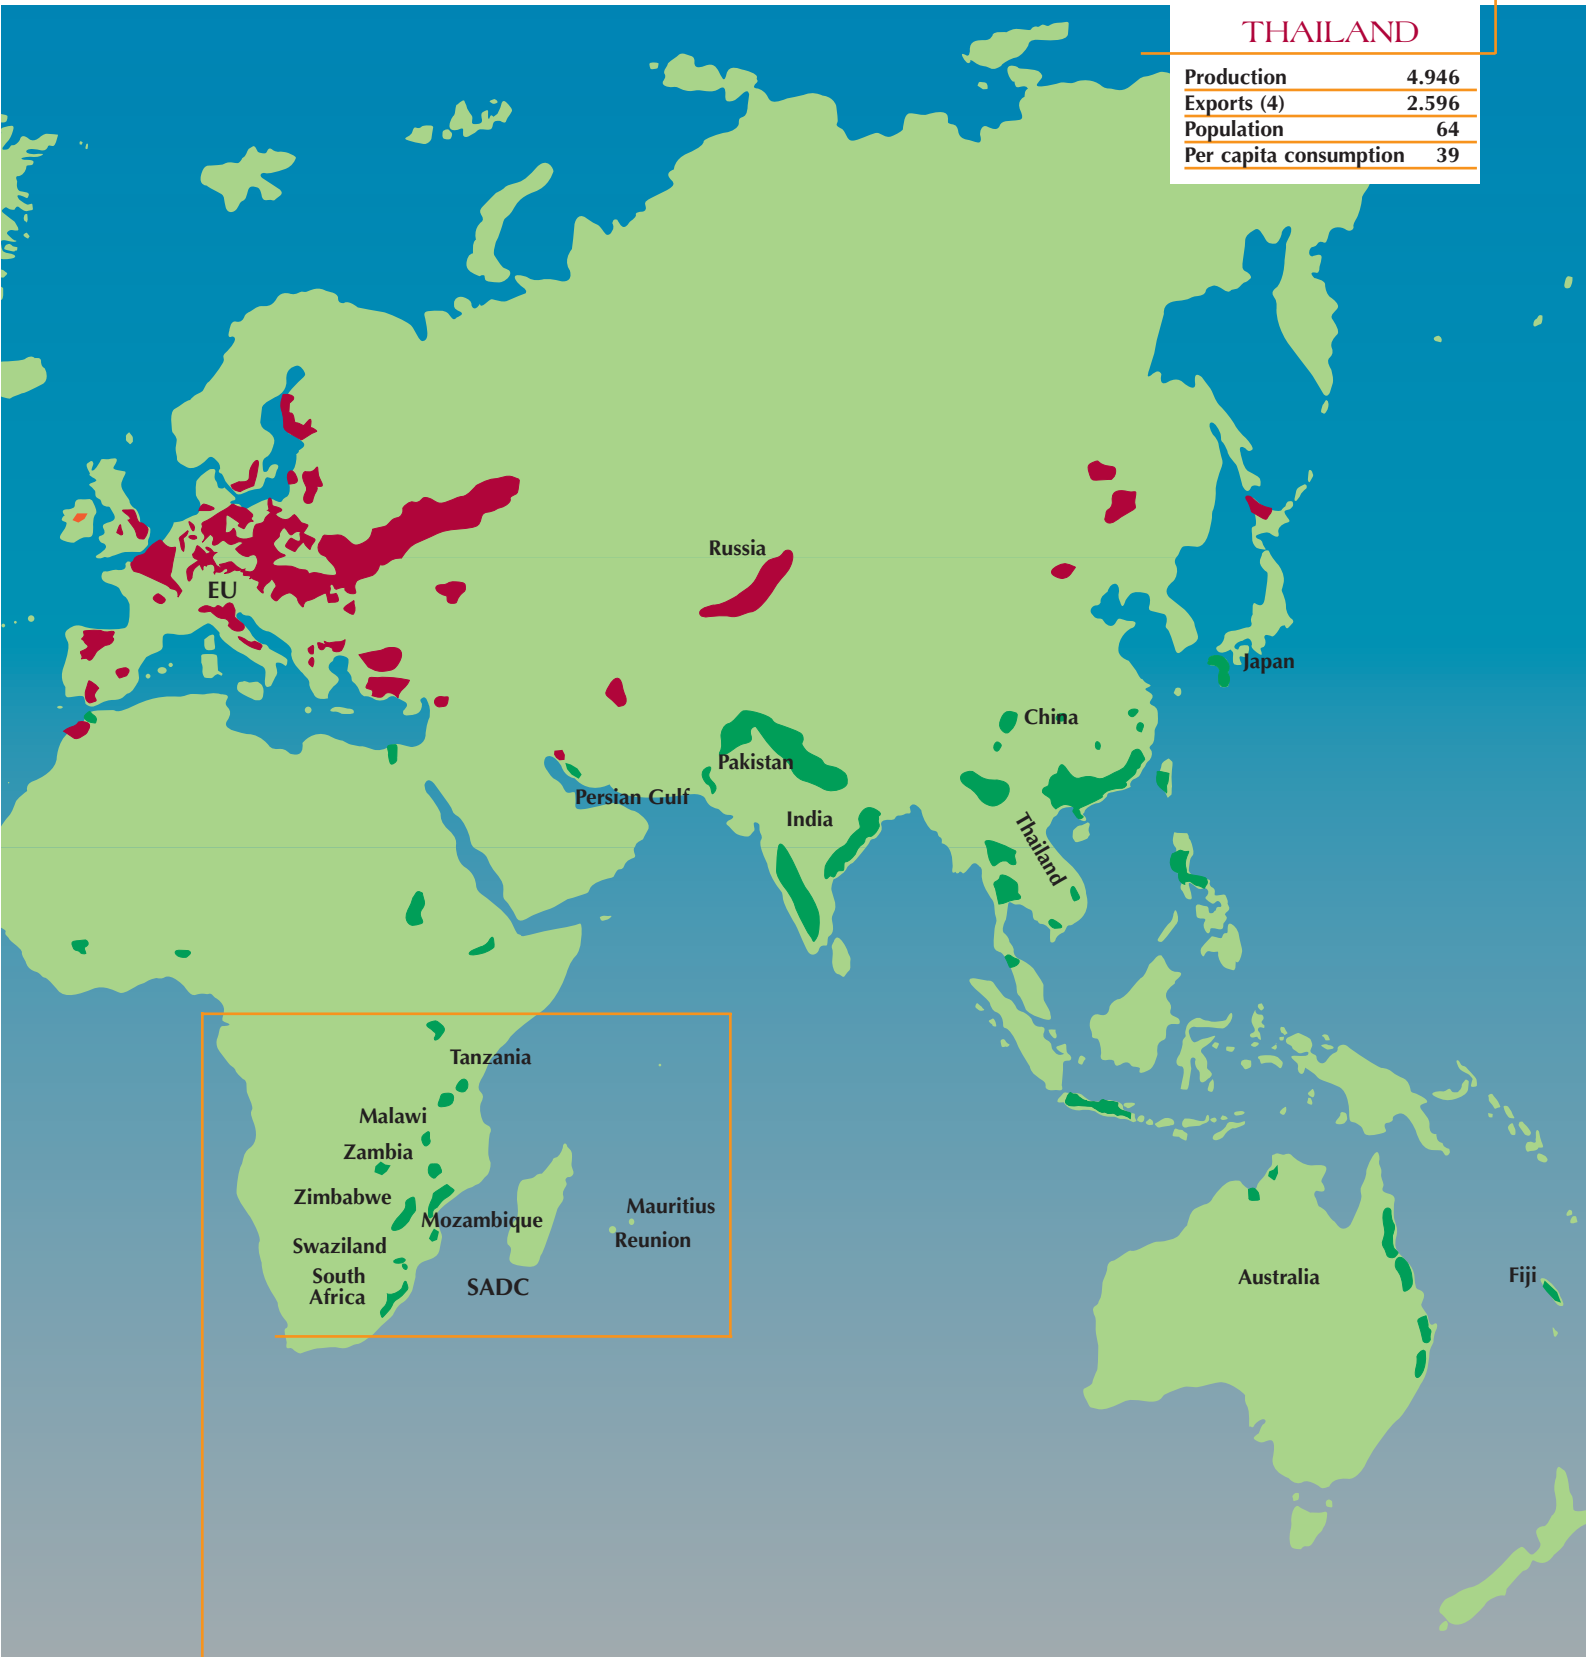 THAILAND
Production 4.946
Exports (4) 2.596
Population 64
Per capita consumption 39
Russia
EU
Japan
China
Pakistan
Persian Gulf
India
Thailand
Tanzania
Malawi
Zambia
Zimbabwe
Mozambique
Mauritius
Reunion
Swaziland
South
Africa
SADC
Australia
Fiji